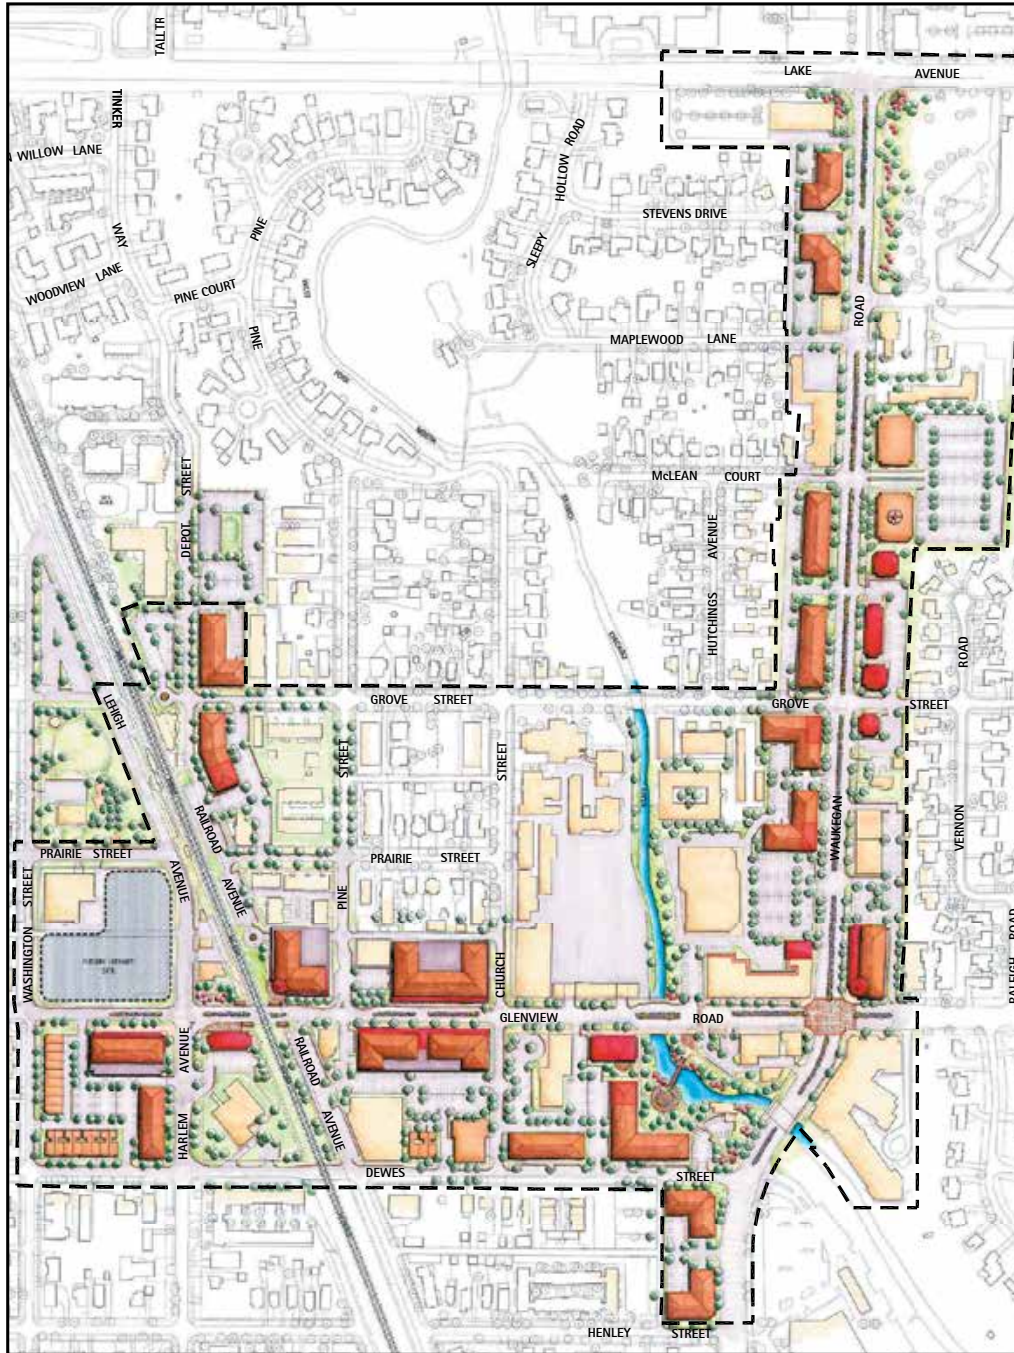 TALL TR
LAKE AVENUE
TINKER
WILLOW LANE
HOLLOW ROAD
STEVENS DRIVE
PINE
WAY
SLEEPY
WOODVIEW LANE
PINE COURT
ROAD
PINE
MAPLEWOOD LANE
McLEAN COURT
STREET
DEPOT
AVENUE
HUTCHINGS
ROAD
GROVE STREET
GROVE
STREET
LEHIGH
STREET
STREET
RAILROAD
WAUKEGAN
VERNON
PRAIRIE STREET
PRAIRIE STREET
AVENUE
AVENUE
STREET
PINE
WASHINGTON
CHURCH
ROAD
RALEIGH
GLENVIEW ROAD
AVENUE
RAILROAD
HARLEM
AVENUE
DEWES
STREET
HENLEY STREET